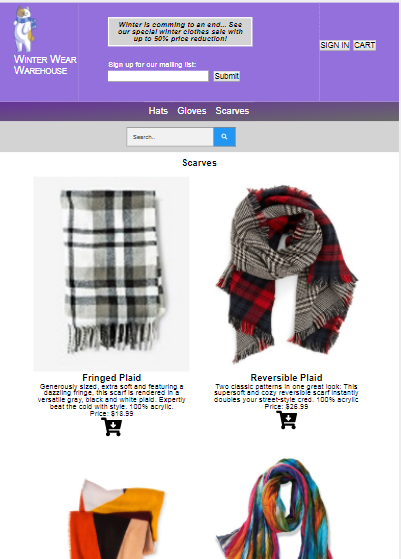 Winter is comming to an end... See
our special winter clothes sale with
up to 50% price reduction!
WINTER WEAR
WAREHOUSE
SIGN IN CART
Sign up for our mailing list:
Submit
Hats Gloves Scarves
Search..
Scarves
Fringed Plaid
Generously sized, extra soft and featuring a
dazzling fringe, this scarf is rendered in a
versatile gray, black and white plaid. Expertly
beat the cold with style. 100% acrylic.
Price: $18.99
Reversible Plaid
Two classic patterns in one great look: This
supersoft and cozy reversible scarf instantly
doubles your street-style cred. 100% acrylic
Price: $26.99